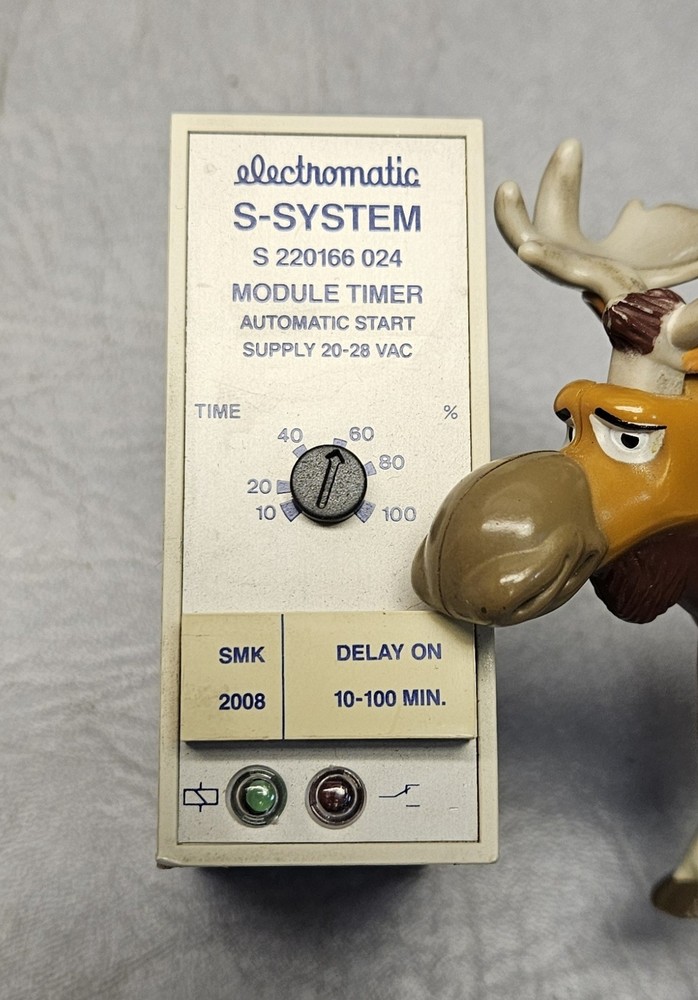 electromatic
S-SYSTEM
S 220166 024
MODULE TIMER
AUTOMATIC START
SUPPLY 20-28 VAC
TIME %
40 60
20 80
10 100
SMK DELAY ON
2008 10-100 MIN.